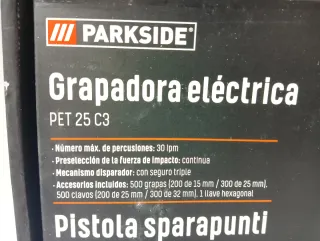 /// PARKSIDE®
Grapadora eléctrica
PET 25 C3
· Número máx. de percusiones: 30 lpm
· Preselección de la fuerza de impacto: continua
· Mecanismo disparador: con seguro triple
· Accesorios incluidos: 500 grapas (200 de 15 mm / 300 de 25 mm),
500 clavos (200 de 25 mm / 300 de 32 mm), 1 llave hexagonal
Pistola sparapunti